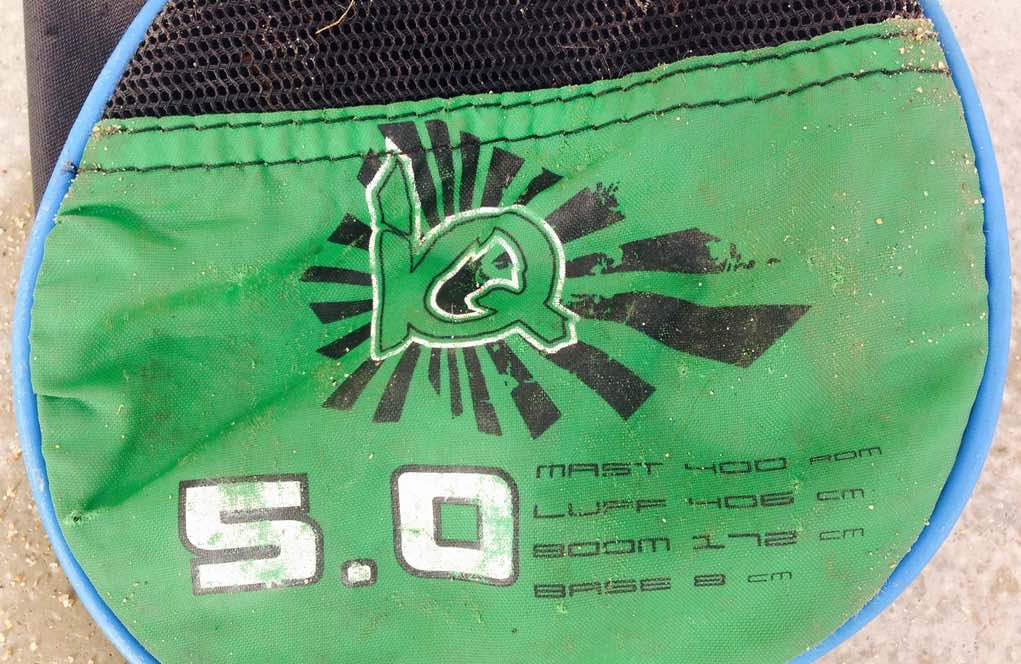 IQ
5.0
MAST 400 RDM
LUFF 406 cm
BOOM 172 cm
BASE 8 cm